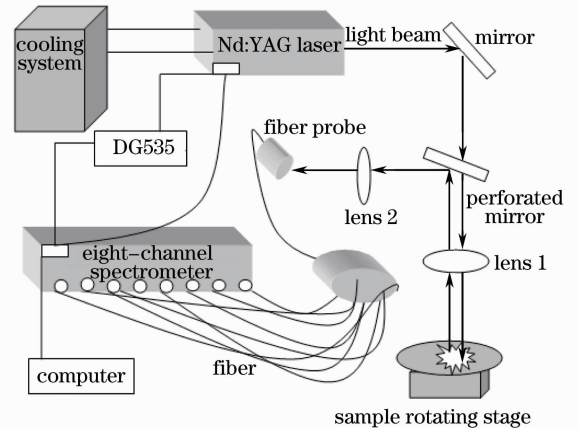 cooling
system
Nd:YAG laser
light beam
mirror
DG535
fiber probe
lens 2
perforated
mirror
lens 1
eight-channel
spectrometer
fiber
computer
sample rotating stage